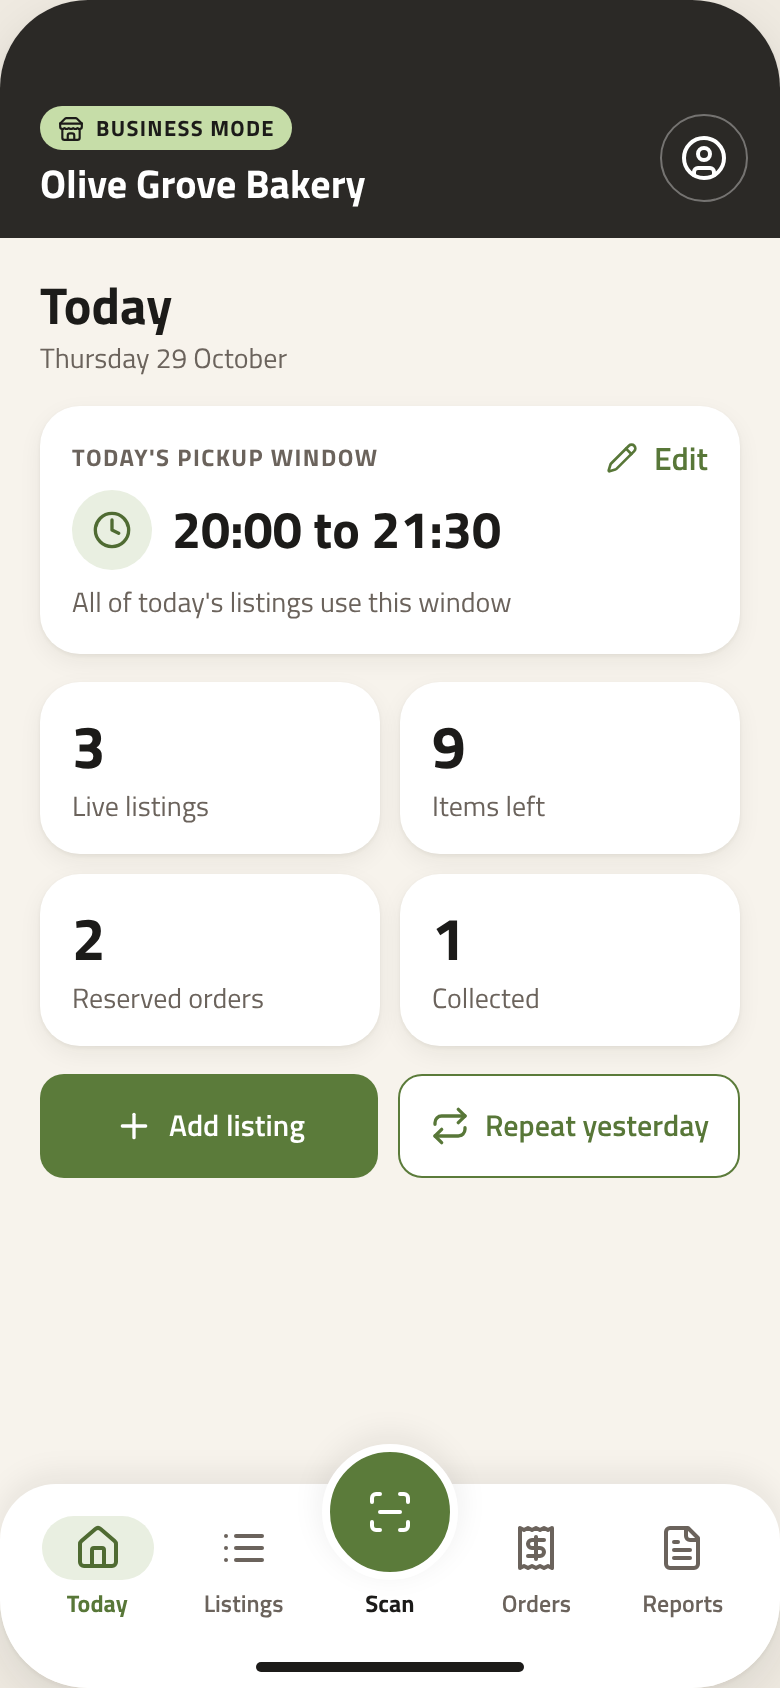 BUSINESS MODE
Olive Grove Bakery
Today
Thursday 29 October
TODAY'S PICKUP WINDOW
Edit
20:00 to 21:30
All of today's listings use this window
3
Live listings
9
Items left
2
Reserved orders
1
Collected
Add listing
Repeat yesterday
Today
Listings
Scan
Orders
Reports